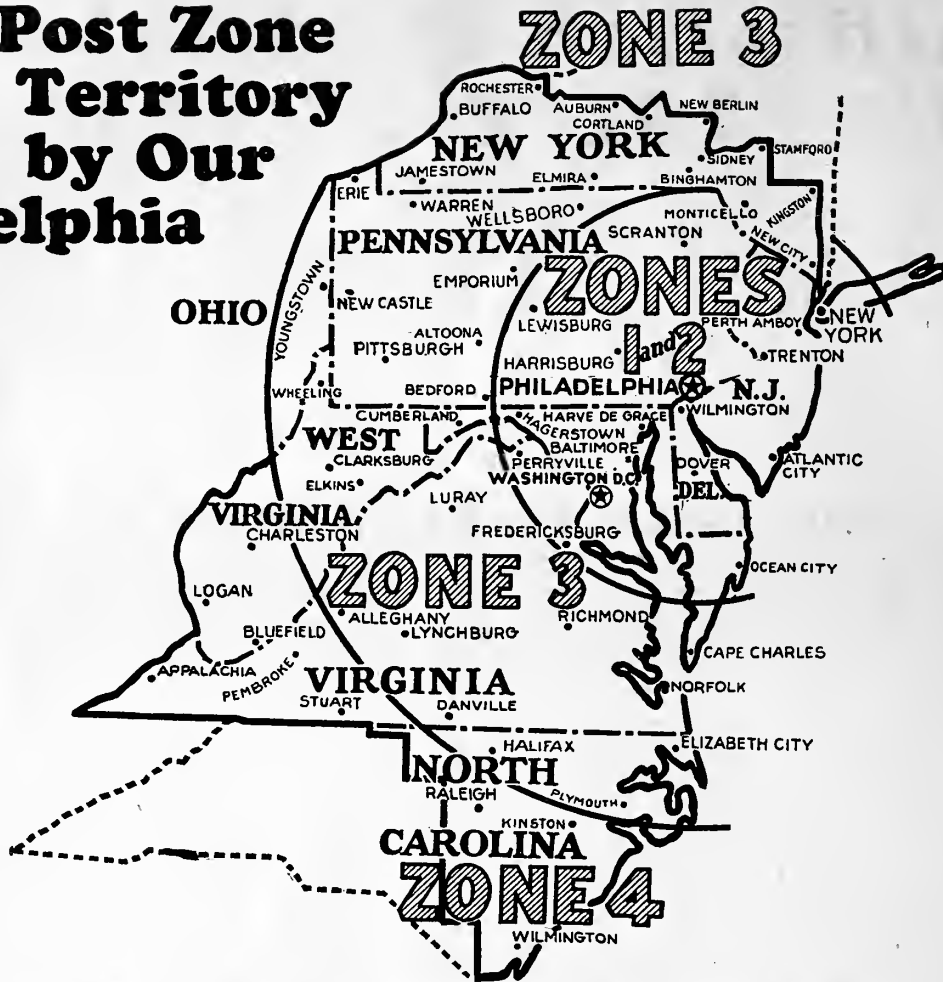 Post Zone
Territory
by Our
elphia
ZONE 3
ROCHESTER
BUFFALO
AUBURN
CORTLAND
NEW BERLIN
NEW YORK
SIDNEY
STAMFORD
JAMESTOWN
ELMIRA
BINGHAMTON
ERIE
WARREN
WELLSBORO
MONTICELLO
KINGSTON
PENNSYLVANIA
SCRANTON
NEW CITY
EMPORIUM
ZONES
OHIO
YOUNGSTOWN
NEW CASTLE
LEWISBURG
PERTH AMBOY
NEW
YORK
ALTOONA
PITTSBURGH
HARRISBURG
1 and 2
TRENTON
WHEELING
BEDFORD
PHILADELPHIA
N.J.
CUMBERLAND
HAGERSTOWN
HARVE DE GRACE
WILMINGTON
WEST
BALTIMORE
CLARKSBURG
PERRYVILLE
DOVER
ATLANTIC
CITY
ELKINS
LURAY
WASHINGTON D.C.
DEL.
VIRGINIA
CHARLESTON
FREDERICKSBURG
ZONE 3
OCEAN CITY
LOGAN
ALLEGHANY
RICHMOND
BLUEFIELD
LYNCHBURG
CAPE CHARLES
APPALACHIA
PEMBROKE
VIRGINIA
NORFOLK
STUART
DANVILLE
HALIFAX
ELIZABETH CITY
NORTH
RALEIGH
PLYMOUTH
KINSTON
CAROLINA
ZONE 4
WILMINGTON